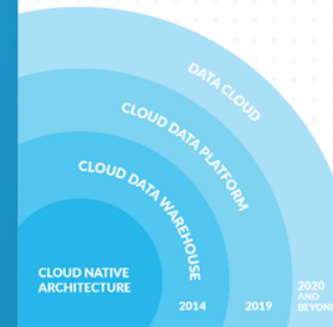 DATA CLOUD
CLOUD DATA PLATFORM
CLOUD DATA WAREHOUSE
CLOUD NATIVE
ARCHITECTURE
2014
2019
2020
AND
BEYOND